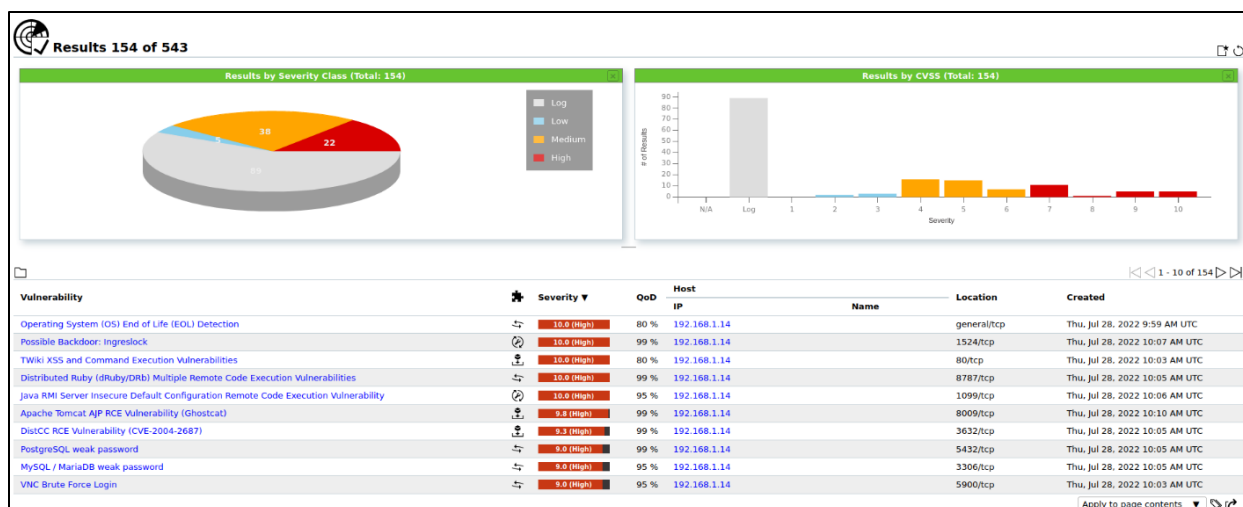 Results 154 of 543
Results by Severity Class (Total: 154)
38
5
22
89
Log
Low
Medium
High
Results by CVSS (Total: 154)
# of Results
90
80
70
60
50
40
30
20
10
0
N/A Log 1 2 3 4 5 6 7 8 9 10
Severity
1 - 10 of 154
Vulnerability Severity ▼ QoD Host Location Created
IP Name
Operating System (OS) End of Life (EOL) Detection 10.0 (High) 80 % 192.168.1.14 general/tcp Thu, Jul 28, 2022 9:59 AM UTC
Possible Backdoor: Ingreslock 10.0 (High) 99 % 192.168.1.14 1524/tcp Thu, Jul 28, 2022 10:07 AM UTC
TWiki XSS and Command Execution Vulnerabilities 10.0 (High) 80 % 192.168.1.14 80/tcp Thu, Jul 28, 2022 10:03 AM UTC
Distributed Ruby (dRuby/DRb) Multiple Remote Code Execution Vulnerabilities 10.0 (High) 99 % 192.168.1.14 8787/tcp Thu, Jul 28, 2022 10:05 AM UTC
Java RMI Server Insecure Default Configuration Remote Code Execution Vulnerability 10.0 (High) 95 % 192.168.1.14 1099/tcp Thu, Jul 28, 2022 10:06 AM UTC
Apache Tomcat AJP RCE Vulnerability (Ghostcat) 9.8 (High) 99 % 192.168.1.14 8009/tcp Thu, Jul 28, 2022 10:10 AM UTC
DistCC RCE Vulnerability (CVE-2004-2687) 9.3 (High) 99 % 192.168.1.14 3632/tcp Thu, Jul 28, 2022 10:05 AM UTC
PostgreSQL weak password 9.0 (High) 99 % 192.168.1.14 5432/tcp Thu, Jul 28, 2022 10:05 AM UTC
MySQL / MariaDB weak password 9.0 (High) 95 % 192.168.1.14 3306/tcp Thu, Jul 28, 2022 10:05 AM UTC
VNC Brute Force Login 9.0 (High) 95 % 192.168.1.14 5900/tcp Thu, Jul 28, 2022 10:03 AM UTC
Apply to page contents ▼